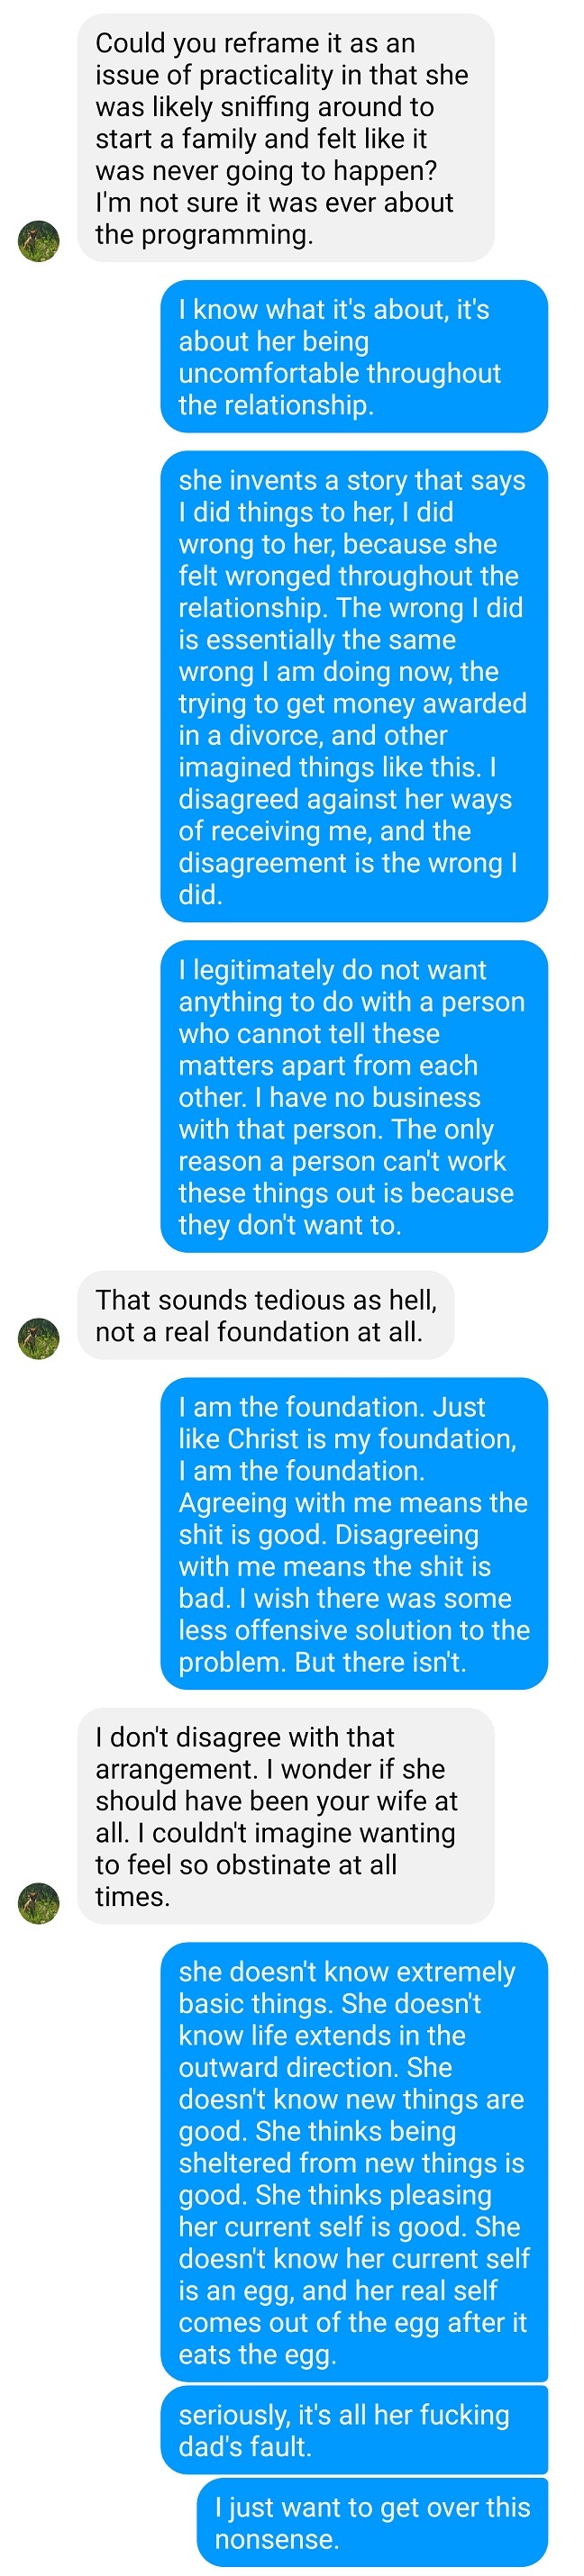 Could you reframe it as an
issue of practicality in that she
was likely sniffing around to
start a family and felt like it
was never going to happen?
I'm not sure it was ever about
the programming.
I know what it's about, it's
about her being
uncomfortable throughout
the relationship.
she invents a story that says
I did things to her, I did
wrong to her, because she
felt wronged throughout the
relationship. The wrong I did
is essentially the same
wrong I am doing now, the
trying to get money awarded
in a divorce, and other
imagined things like this. I
disagreed against her ways
of receiving me, and the
disagreement is the wrong I
did.
I legitimately do not want
anything to do with a person
who cannot tell these
matters apart from each
other. I have no business
with that person. The only
reason a person can't work
these things out is because
they don't want to.
That sounds tedious as hell,
not a real foundation at all.
I am the foundation. Just
like Christ is my foundation,
I am the foundation.
Agreeing with me means the
shit is good. Disagreeing
with me means the shit is
bad. I wish there was some
less offensive solution to the
problem. But there isn't.
I don't disagree with that
arrangement. I wonder if she
should have been your wife at
all. I couldn't imagine wanting
to feel so obstinate at all
times.
she doesn't know extremely
basic things. She doesn't
know life extends in the
outward direction. She
doesn't know new things are
good. She thinks being
sheltered from new things is
good. She thinks pleasing
her current self is good. She
doesn't know her current self
is an egg, and her real self
comes out of the egg after it
eats the egg.
seriously, it's all her fucking
dad's fault.
I just want to get over this
nonsense.